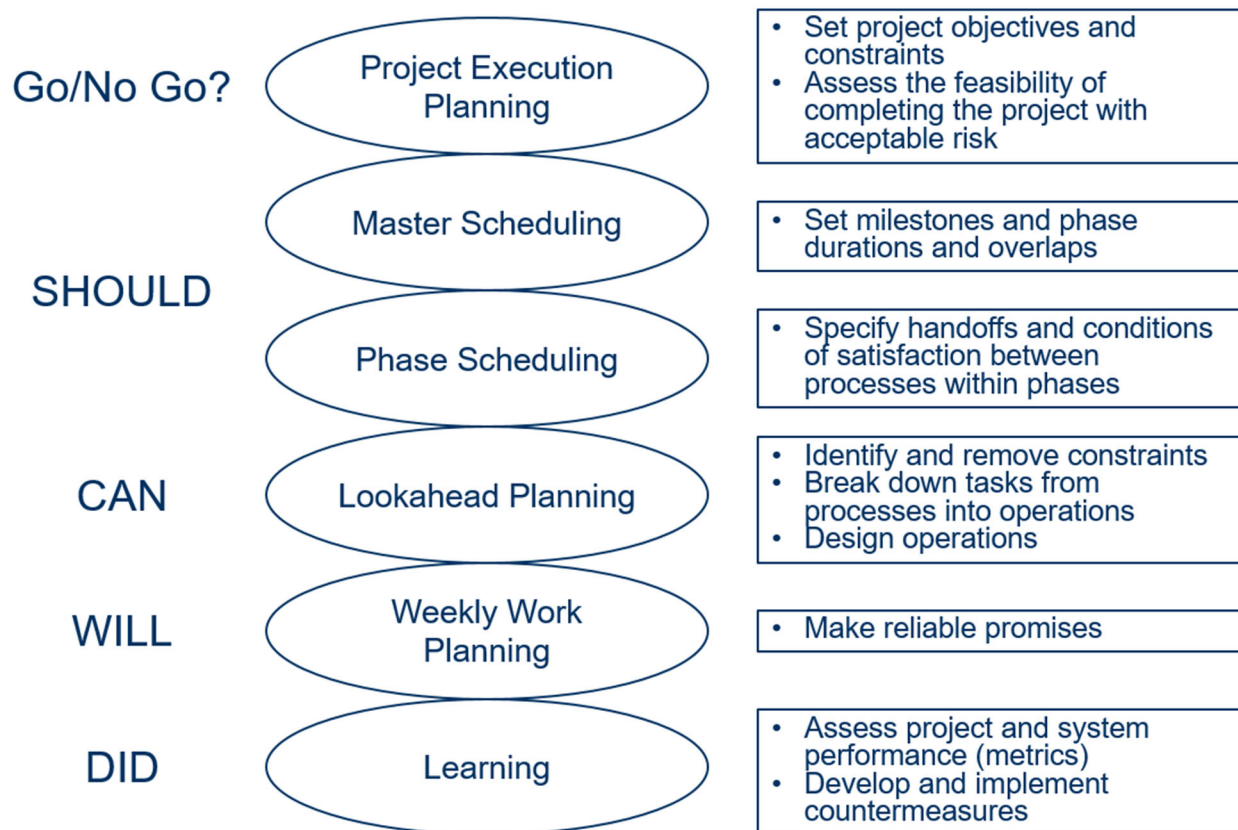 Go/No Go?
Project Execution
Planning
• Set project objectives and
constraints
• Assess the feasibility of
completing the project with
acceptable risk
SHOULD
Master Scheduling
• Set milestones and phase
durations and overlaps
Phase Scheduling
• Specify handoffs and conditions
of satisfaction between
processes within phases
CAN
Lookahead Planning
• Identify and remove constraints
• Break down tasks from
processes into operations
• Design operations
WILL
Weekly Work
Planning
• Make reliable promises
DID
Learning
• Assess project and system
performance (metrics)
• Develop and implement
countermeasures